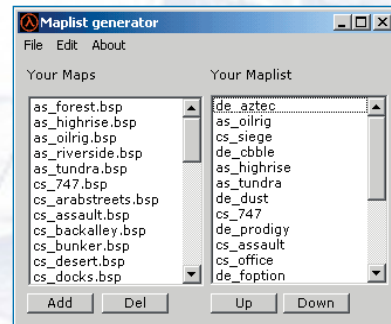 Maplist generator
File Edit About
Your Maps
Your Maplist
as_forest.bsp
as_highrise.bsp
as_oilrig.bsp
as_riverside.bsp
as_tundra.bsp
cs_747.bsp
cs_arabstreets.bsp
cs_assault.bsp
cs_backalley.bsp
cs_bunker.bsp
cs_desert.bsp
cs_docks.bsp
de_aztec
as_oilrig
cs_siege
de_cbble
as_highrise
as_tundra
de_dust
cs_747
de_prodigy
cs_assault
cs_office
de_foption
Add Del
Up Down